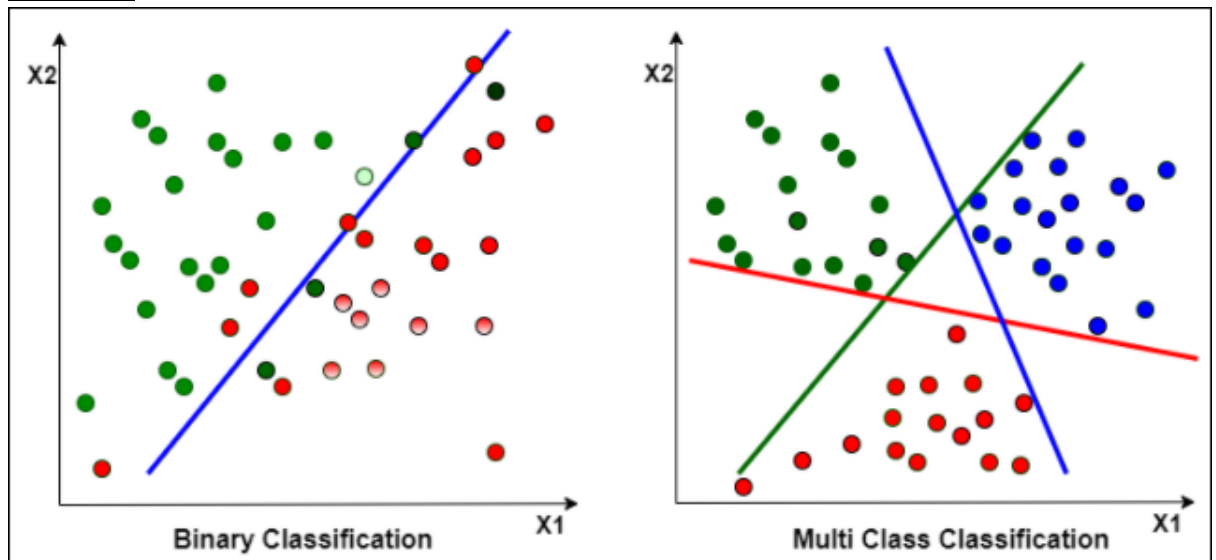 X2
X1
Binary Classification
X2
X1
Multi Class Classification